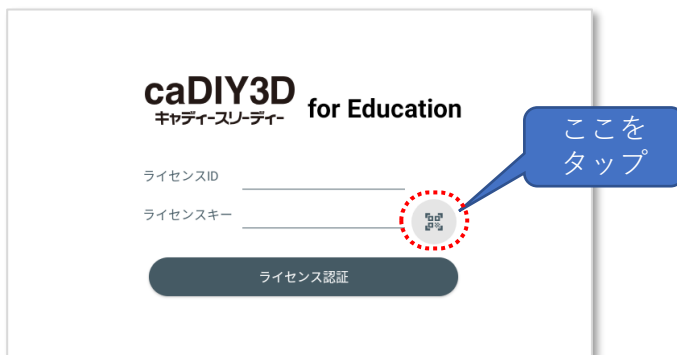 caDIY3D
キャディースリーディー
for Education
ここを
タップ
ライセンスID
ライセンスキー
ライセンス認証